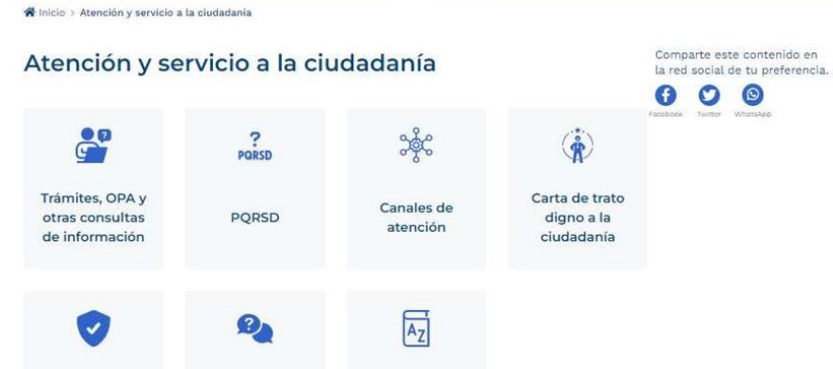 Inicio > Atención y servicio a la ciudadanía
Atención y servicio a la ciudadanía
Comparte este contenido en
la red social de tu preferencia.
Facebook Twitter WhatsApp
?
PQRSD
Trámites, OPA y
otras consultas
de información
PQRSD
Canales de
atención
Carta de trato
digno a la
ciudadanía
?
A
Z